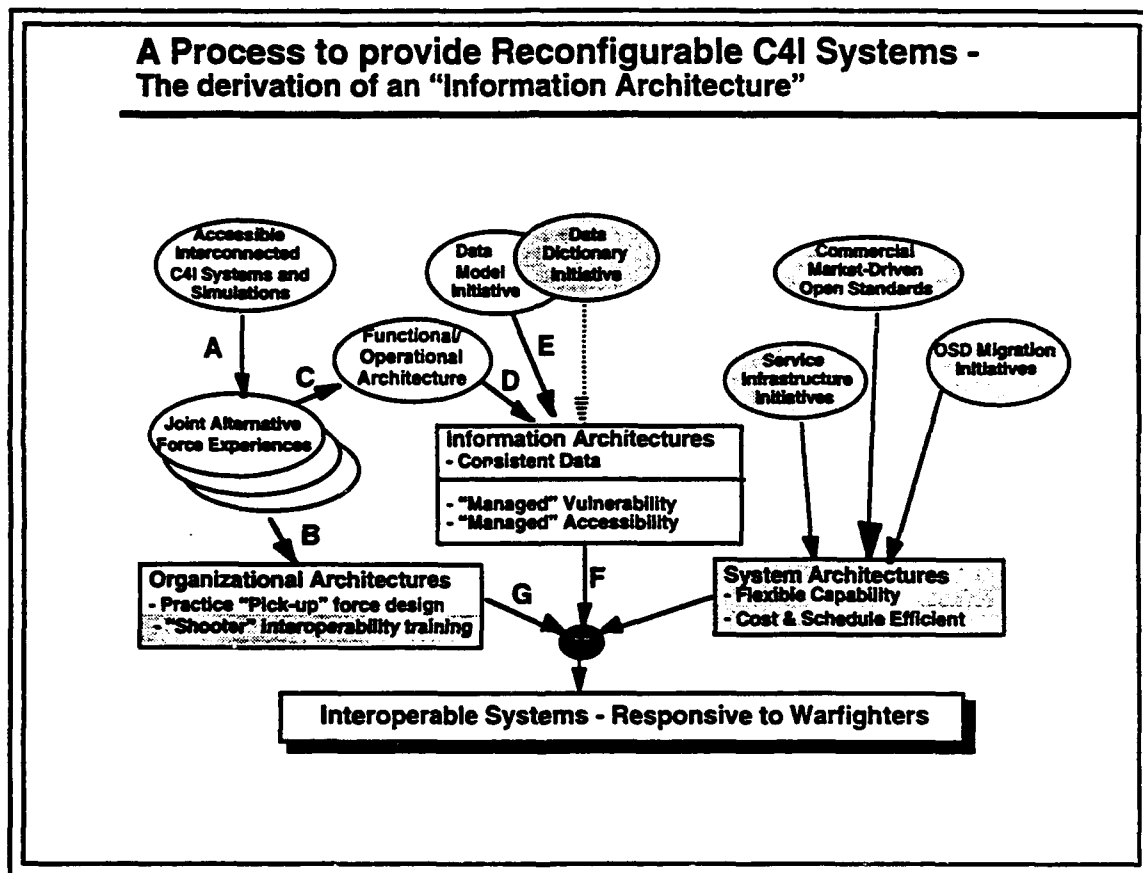 A Process to provide Reconfigurable C4I Systems -
The derivation of an “Information Architecture”
Accessible
Interconnected
C4I Systems and
Simulations
Data
Model
Initiative
Data
Dictionary
Initiative
Commercial
Market-Driven
Open Standards
A
C
Functional/
Operational
Architecture
D
E
Service
Infrastructure
Initiatives
OSD Migration
Initiatives
Joint Alternative
Force Experiences
Information Architectures
- Consistent Data
- “Managed” Vulnerability
- “Managed” Accessibility
B
Organizational Architectures
- Practice “Pick-up” force design
- “Shooter” interoperability training
G
F
System Architectures
- Flexible Capability
- Cost & Schedule Efficient
Interoperable Systems - Responsive to Warfighters